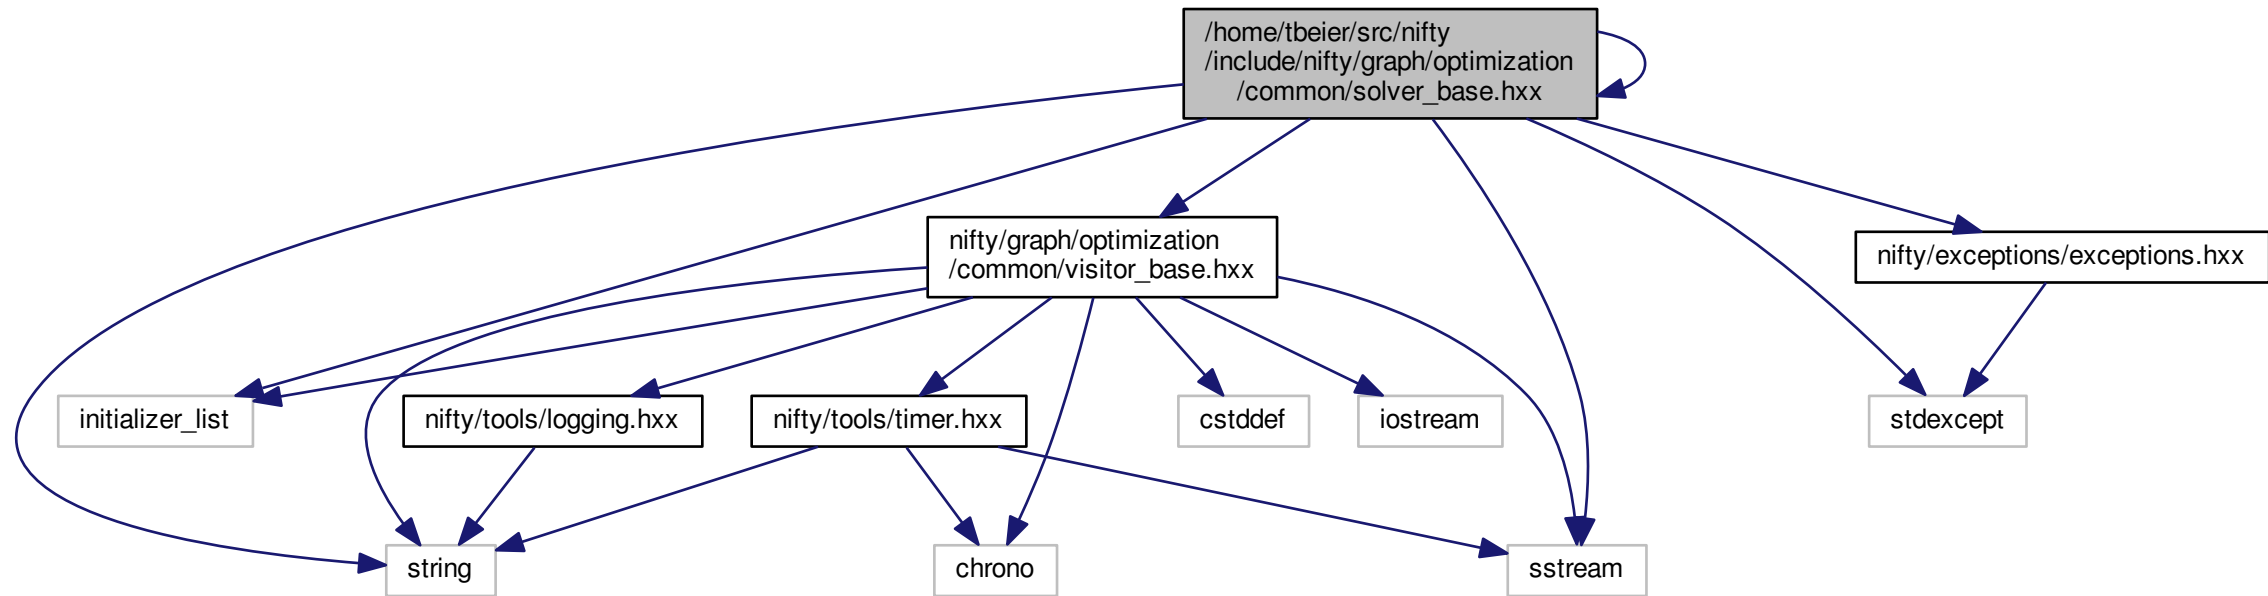 /home/tbeier/src/nifty
/include/nifty/graph/optimization
/common/solver_base.hxx
nifty/graph/optimization
/common/visitor_base.hxx
nifty/exceptions/exceptions.hxx
initializer_list
nifty/tools/logging.hxx
nifty/tools/timer.hxx
cstddef
iostream
stdexcept
string
chrono
sstream